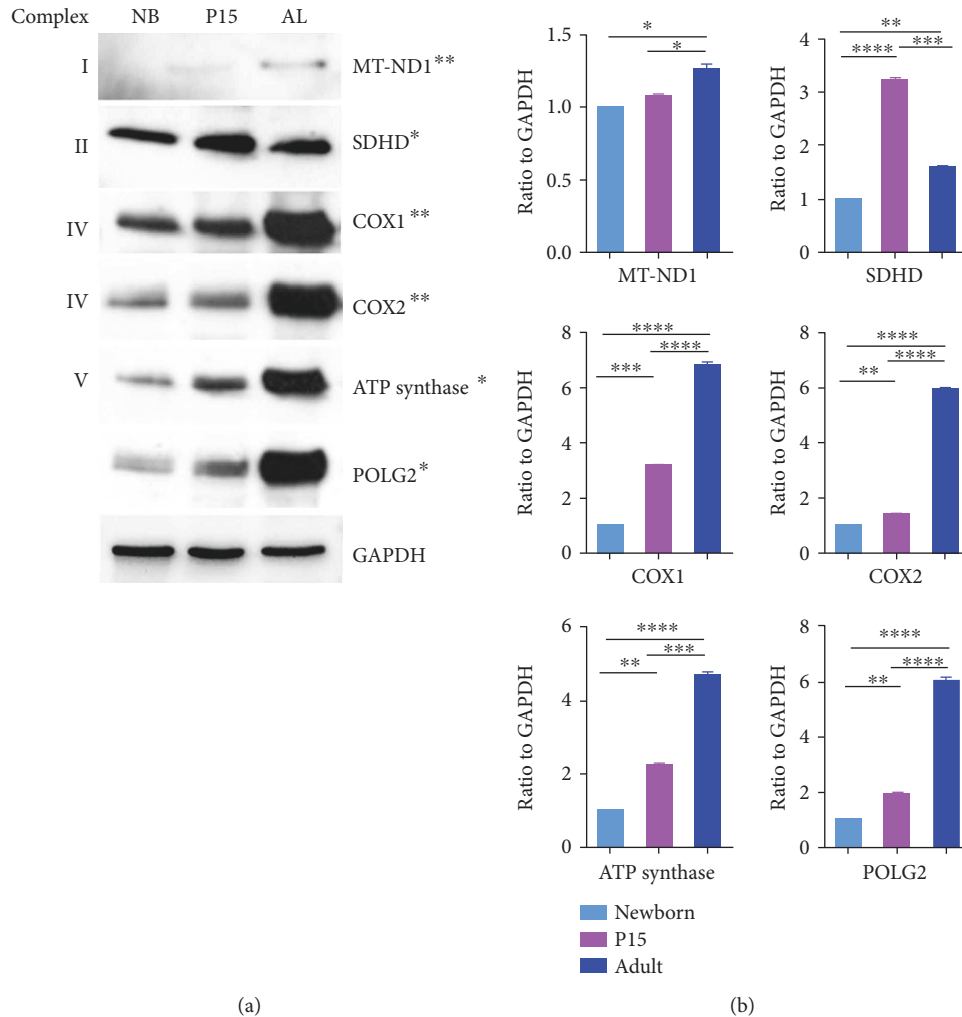 Complex NB P15 AL
I MT-ND1**
II SDHD*
IV COX1**
IV COX2**
V ATP synthase*
POLG2*
GAPDH
(a)
Ratio to GAPDH
1.5
1.0
0.5
0.0
*
*
MT-ND1
Ratio to GAPDH
4
3
2
1
0
**
**** ***
SDHD
Ratio to GAPDH
8
6
4
2
0
****
****
***
COX1
Ratio to GAPDH
8
6
4
2
0
****
****
**
COX2
Ratio to GAPDH
6
4
2
0
****
***
**
ATP synthase
Ratio to GAPDH
8
6
4
2
0
****
****
**
POLG2
Newborn
P15
Adult
(b)